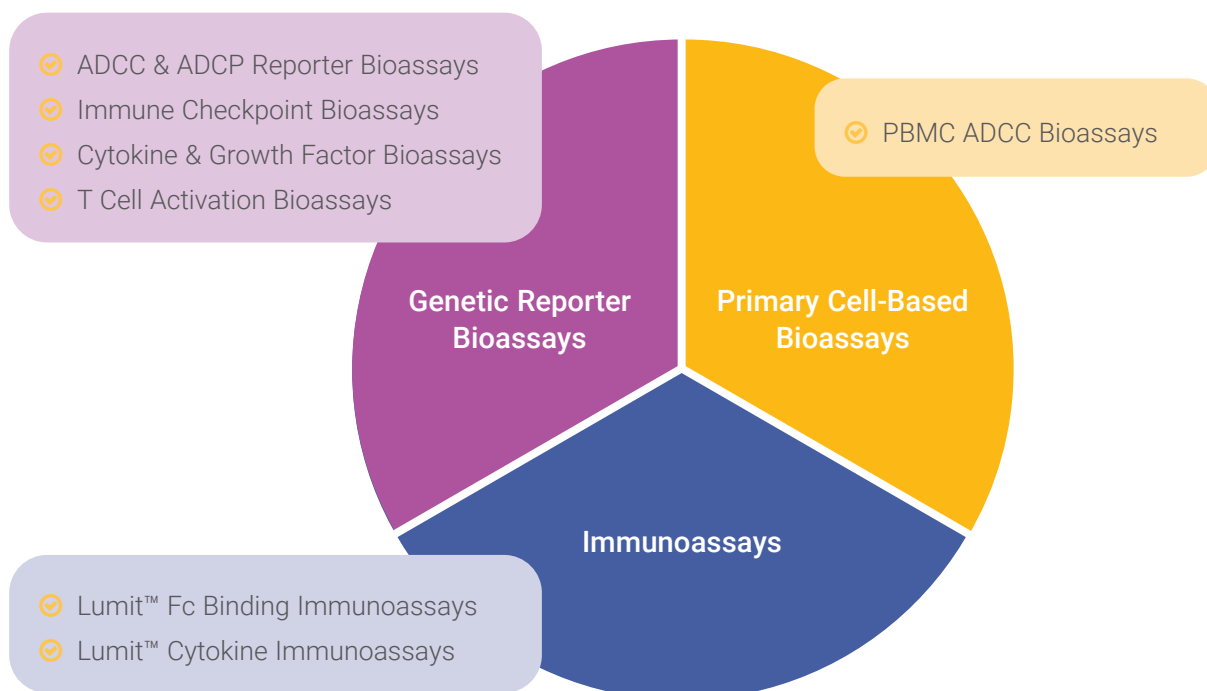 ADCC & ADCP Reporter Bioassays
Immune Checkpoint Bioassays
Cytokine & Growth Factor Bioassays
T Cell Activation Bioassays
PBMC ADCC Bioassays
Genetic Reporter
Bioassays
Primary Cell-Based
Bioassays
Immunoassays
Lumit™ Fc Binding Immunoassays
Lumit™ Cytokine Immunoassays